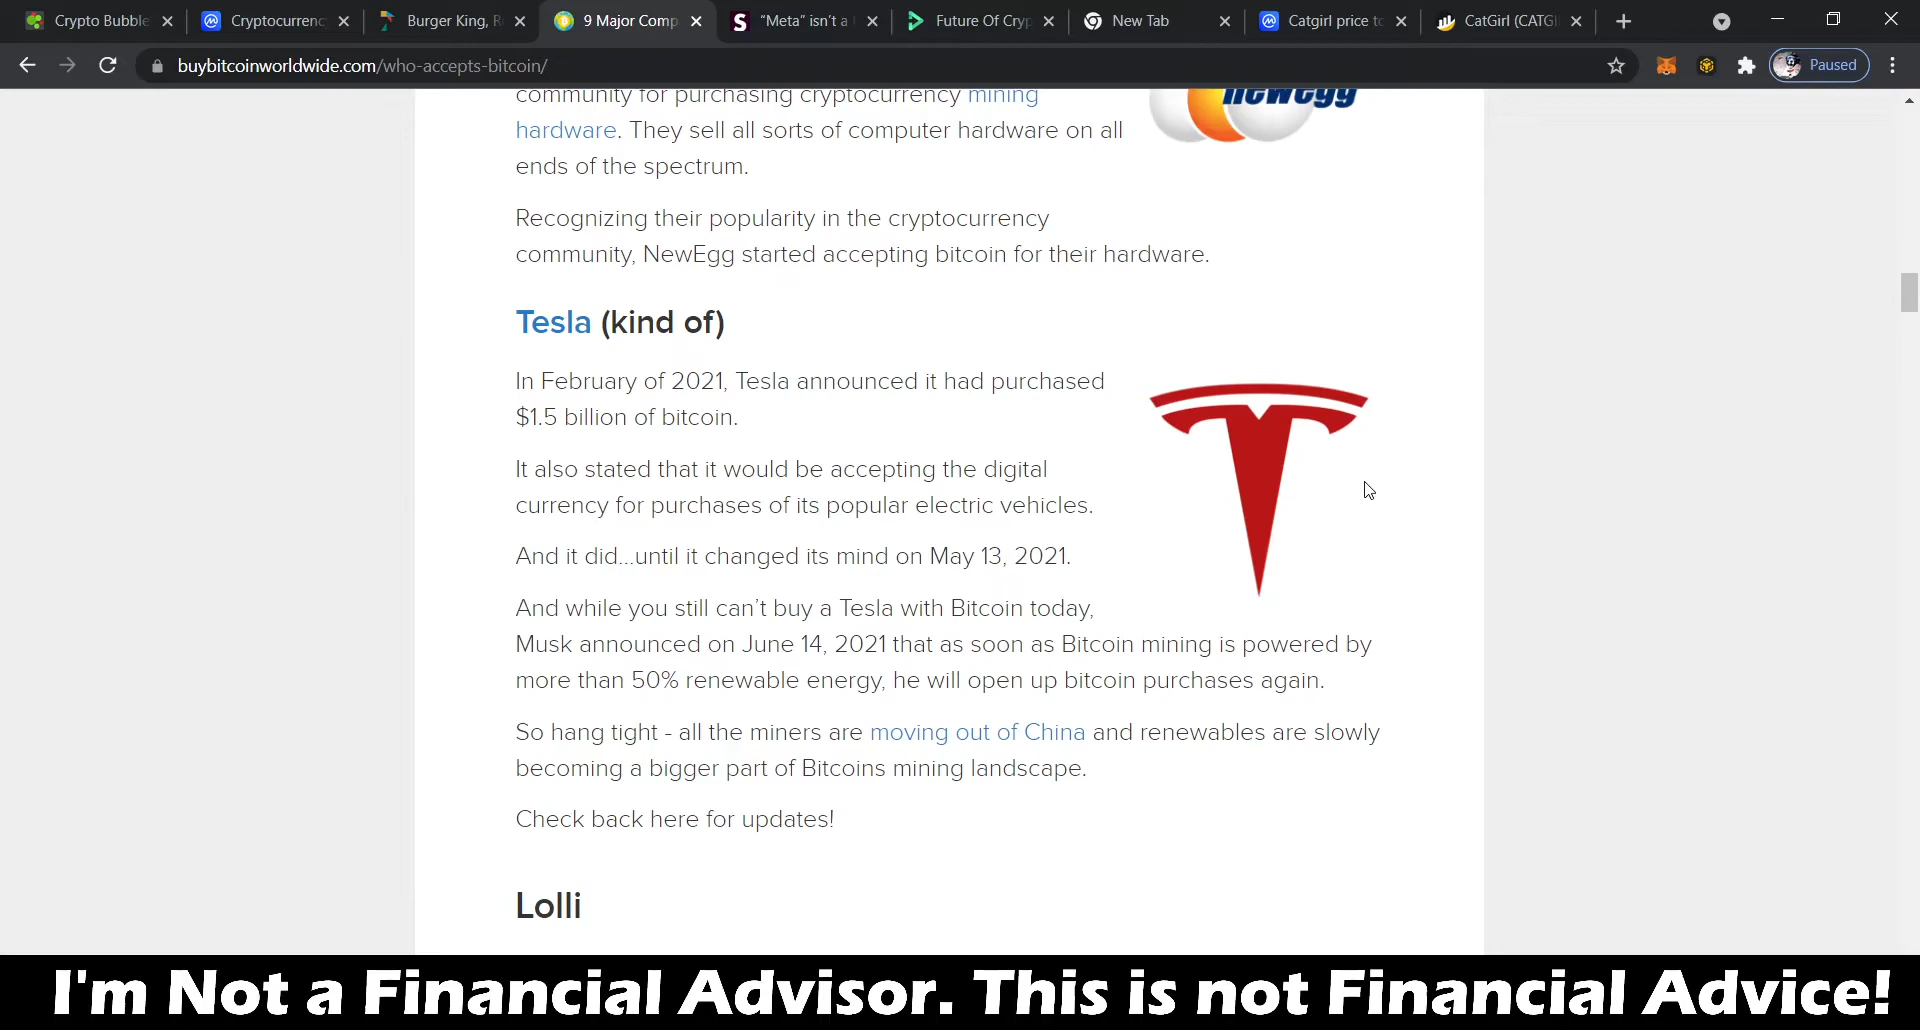 Crypto Bubble
Cryptocurrenc
Burger King, R
9 Major Comp
“Meta” isn’t a
Future Of Cryp
New Tab
Catgirl price to
CatGirl (CATGI
buybitcoinworldwide.com/who-accepts-bitcoin/
Paused
community for purchasing cryptocurrency mining
newegg
hardware. They sell all sorts of computer hardware on all
ends of the spectrum.
Recognizing their popularity in the cryptocurrency
community, NewEgg started accepting bitcoin for their hardware.
Tesla (kind of)
In February of 2021, Tesla announced it had purchased
$1.5 billion of bitcoin.
It also stated that it would be accepting the digital
currency for purchases of its popular electric vehicles.
And it did...until it changed its mind on May 13, 2021.
And while you still can’t buy a Tesla with Bitcoin today,
Musk announced on June 14, 2021 that as soon as Bitcoin mining is powered by
more than 50% renewable energy, he will open up bitcoin purchases again.
So hang tight - all the miners are moving out of China and renewables are slowly
becoming a bigger part of Bitcoins mining landscape.
Check back here for updates!
Lolli
I'm Not a Financial Advisor. This is not Financial Advice!